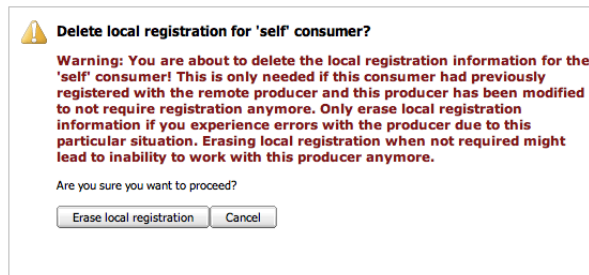 Delete local registration for 'self' consumer?
Warning: You are about to delete the local registration information for the
'self' consumer! This is only needed if this consumer had previously
registered with the remote producer and this producer has been modified
to not require registration anymore. Only erase local registration
information if you experience errors with the producer due to this
particular situation. Erasing local registration when not required might
lead to inability to work with this producer anymore.
Are you sure you want to proceed?
Erase local registration Cancel